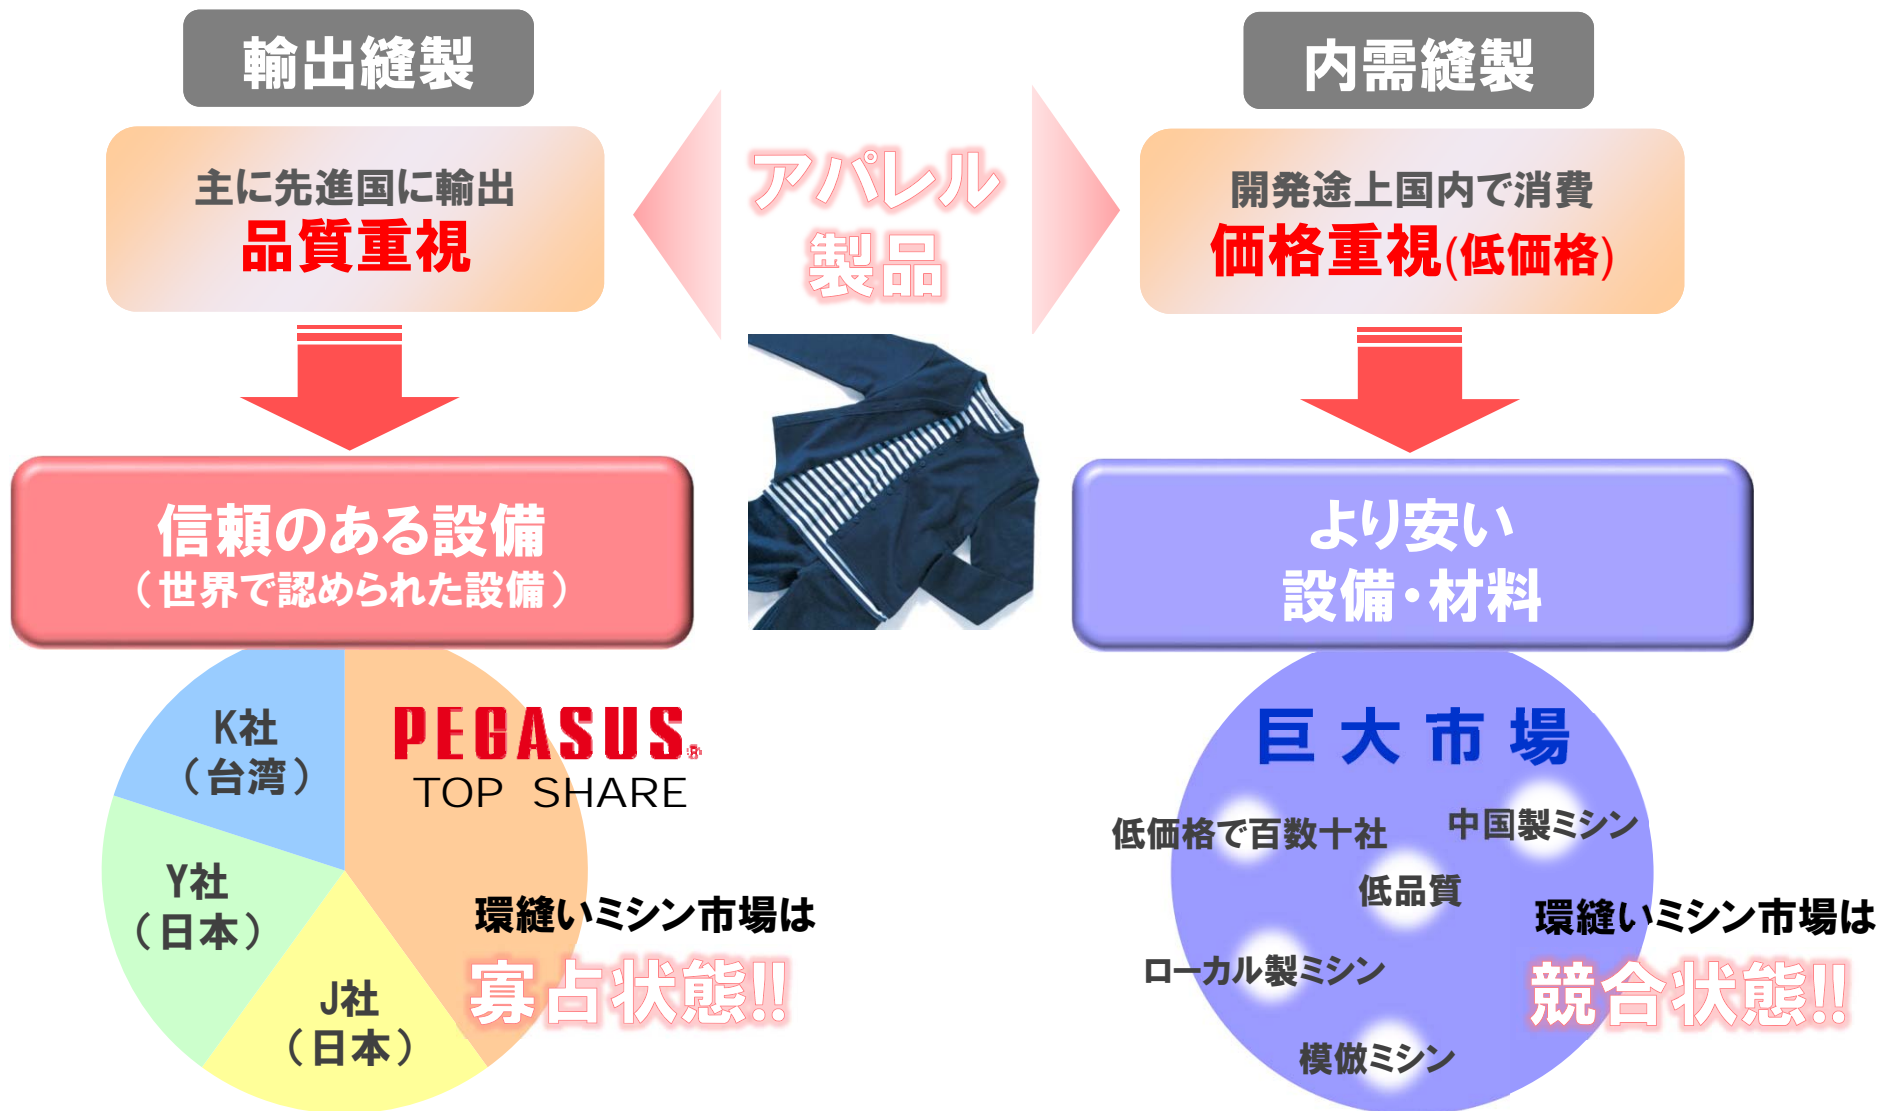 輸出縫製
主に先進国に輸出
品質重視
信頼のある設備
（世界で認められた設備）
アパレル
製品
内需縫製
開発途上国内で消費
価格重視(低価格)
より安い
設備・材料
K社
（台湾）
Y社
（日本）
J社
（日本）
PEGASUS®
TOP SHARE
環縫いミシン市場は
寡占状態!!
巨大市場
低価格で百数十社
中国製ミシン
低品質
ローカル製ミシン
模倣ミシン
環縫いミシン市場は
競合状態!!